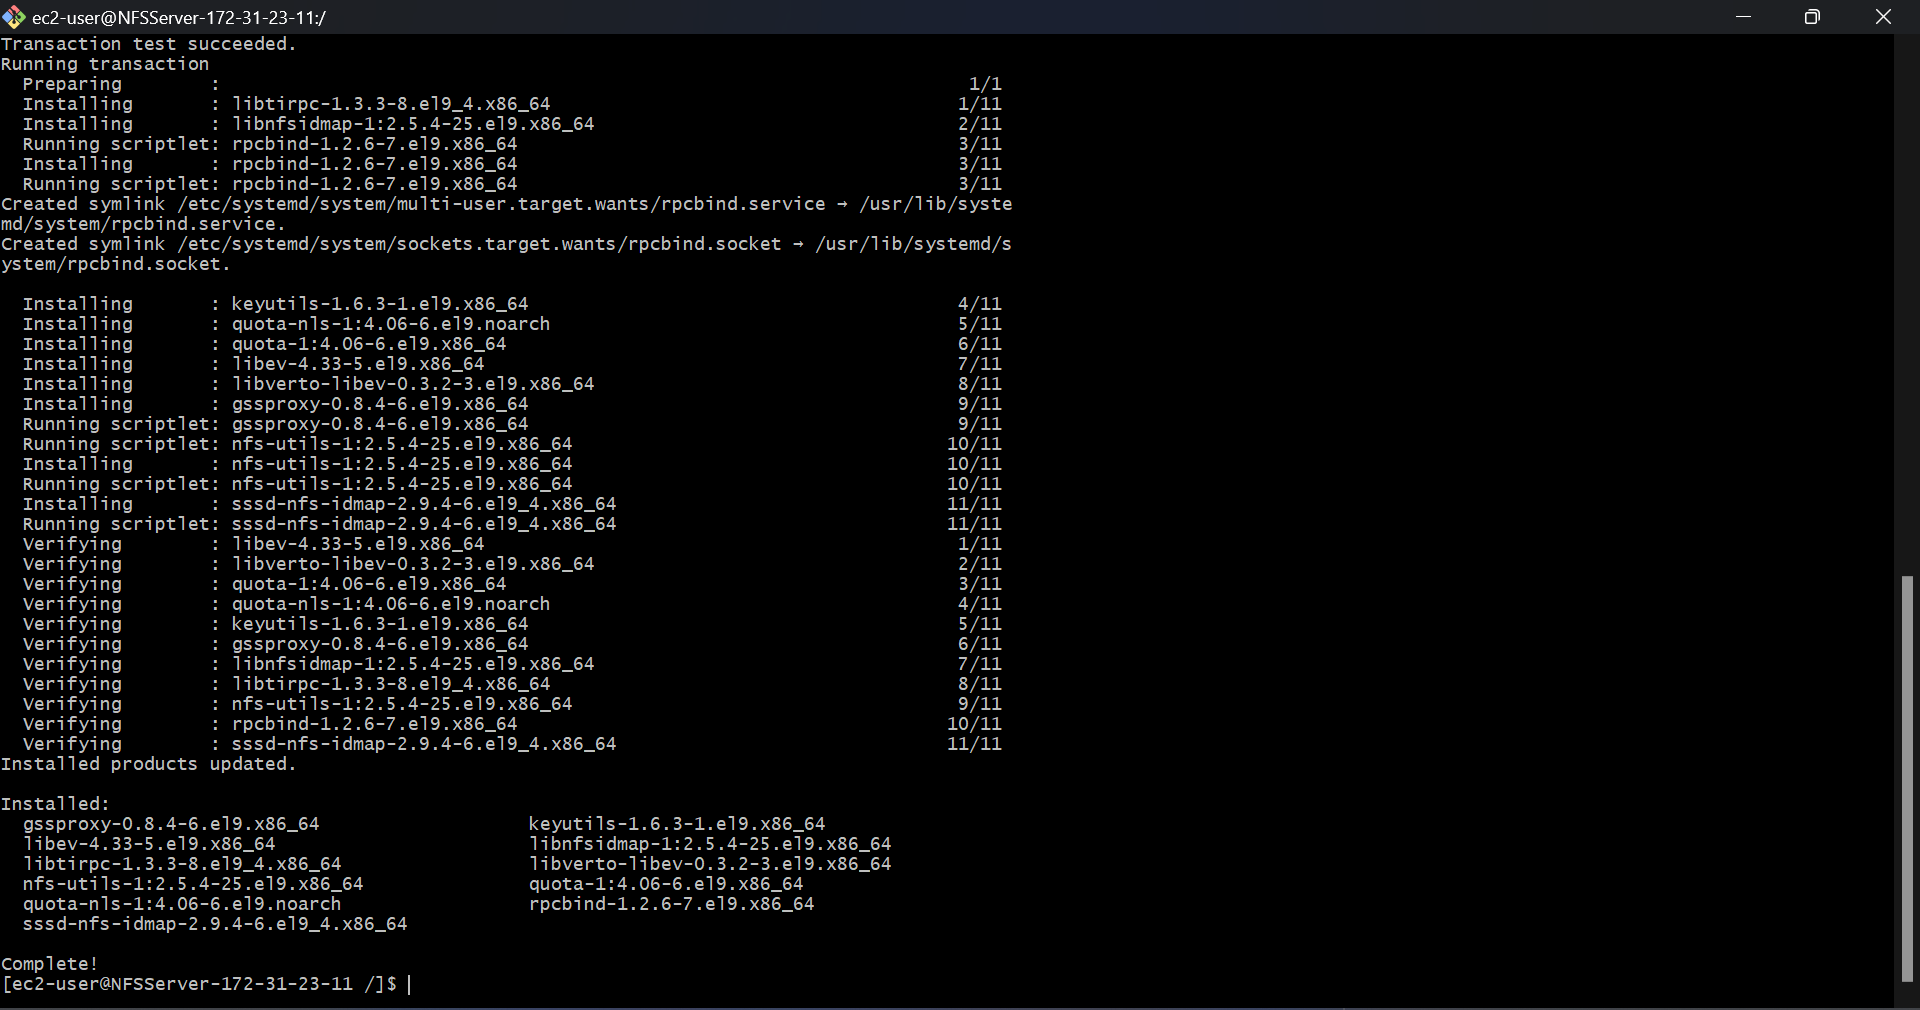 ec2-user@NFSServer-172-31-23-11:/
Transaction test succeeded.
Running transaction
  Preparing        :                                                                    1/1
  Installing       : libtirpc-1.3.3-8.el9_4.x86_64                                     1/11
  Installing       : libnfsidmap-1:2.5.4-25.el9.x86_64                                 2/11
  Running scriptlet: rpcbind-1.2.6-7.el9.x86_64                                        3/11
  Installing       : rpcbind-1.2.6-7.el9.x86_64                                        3/11
  Running scriptlet: rpcbind-1.2.6-7.el9.x86_64                                        3/11
Created symlink /etc/systemd/system/multi-user.target.wants/rpcbind.service → /usr/lib/syste
md/system/rpcbind.service.
Created symlink /etc/systemd/system/sockets.target.wants/rpcbind.socket → /usr/lib/systemd/s
ystem/rpcbind.socket.

  Installing       : keyutils-1.6.3-1.el9.x86_64                                       4/11
  Installing       : quota-nls-1:4.06-6.el9.noarch                                     5/11
  Installing       : quota-1:4.06-6.el9.x86_64                                         6/11
  Installing       : libev-4.33-5.el9.x86_64                                           7/11
  Installing       : libverto-libev-0.3.2-3.el9.x86_64                                 8/11
  Installing       : gssproxy-0.8.4-6.el9.x86_64                                       9/11
  Running scriptlet: gssproxy-0.8.4-6.el9.x86_64                                       9/11
  Running scriptlet: nfs-utils-1:2.5.4-25.el9.x86_64                                  10/11
  Installing       : nfs-utils-1:2.5.4-25.el9.x86_64                                  10/11
  Running scriptlet: nfs-utils-1:2.5.4-25.el9.x86_64                                  10/11
  Installing       : sssd-nfs-idmap-2.9.4-6.el9_4.x86_64                              11/11
  Running scriptlet: sssd-nfs-idmap-2.9.4-6.el9_4.x86_64                              11/11
  Verifying        : libev-4.33-5.el9.x86_64                                           1/11
  Verifying        : libverto-libev-0.3.2-3.el9.x86_64                                 2/11
  Verifying        : quota-1:4.06-6.el9.x86_64                                         3/11
  Verifying        : quota-nls-1:4.06-6.el9.noarch                                     4/11
  Verifying        : keyutils-1.6.3-1.el9.x86_64                                       5/11
  Verifying        : gssproxy-0.8.4-6.el9.x86_64                                       6/11
  Verifying        : libnfsidmap-1:2.5.4-25.el9.x86_64                                 7/11
  Verifying        : libtirpc-1.3.3-8.el9_4.x86_64                                     8/11
  Verifying        : nfs-utils-1:2.5.4-25.el9.x86_64                                   9/11
  Verifying        : rpcbind-1.2.6-7.el9.x86_64                                       10/11
  Verifying        : sssd-nfs-idmap-2.9.4-6.el9_4.x86_64                              11/11
Installed products updated.

Installed:
  gssproxy-0.8.4-6.el9.x86_64                   keyutils-1.6.3-1.el9.x86_64
  libev-4.33-5.el9.x86_64                       libnfsidmap-1:2.5.4-25.el9.x86_64
  libtirpc-1.3.3-8.el9_4.x86_64                 libverto-libev-0.3.2-3.el9.x86_64
  nfs-utils-1:2.5.4-25.el9.x86_64               quota-1:4.06-6.el9.x86_64
  quota-nls-1:4.06-6.el9.noarch                 rpcbind-1.2.6-7.el9.x86_64
  sssd-nfs-idmap-2.9.4-6.el9_4.x86_64

Complete!
[ec2-user@NFSServer-172-31-23-11 /]$